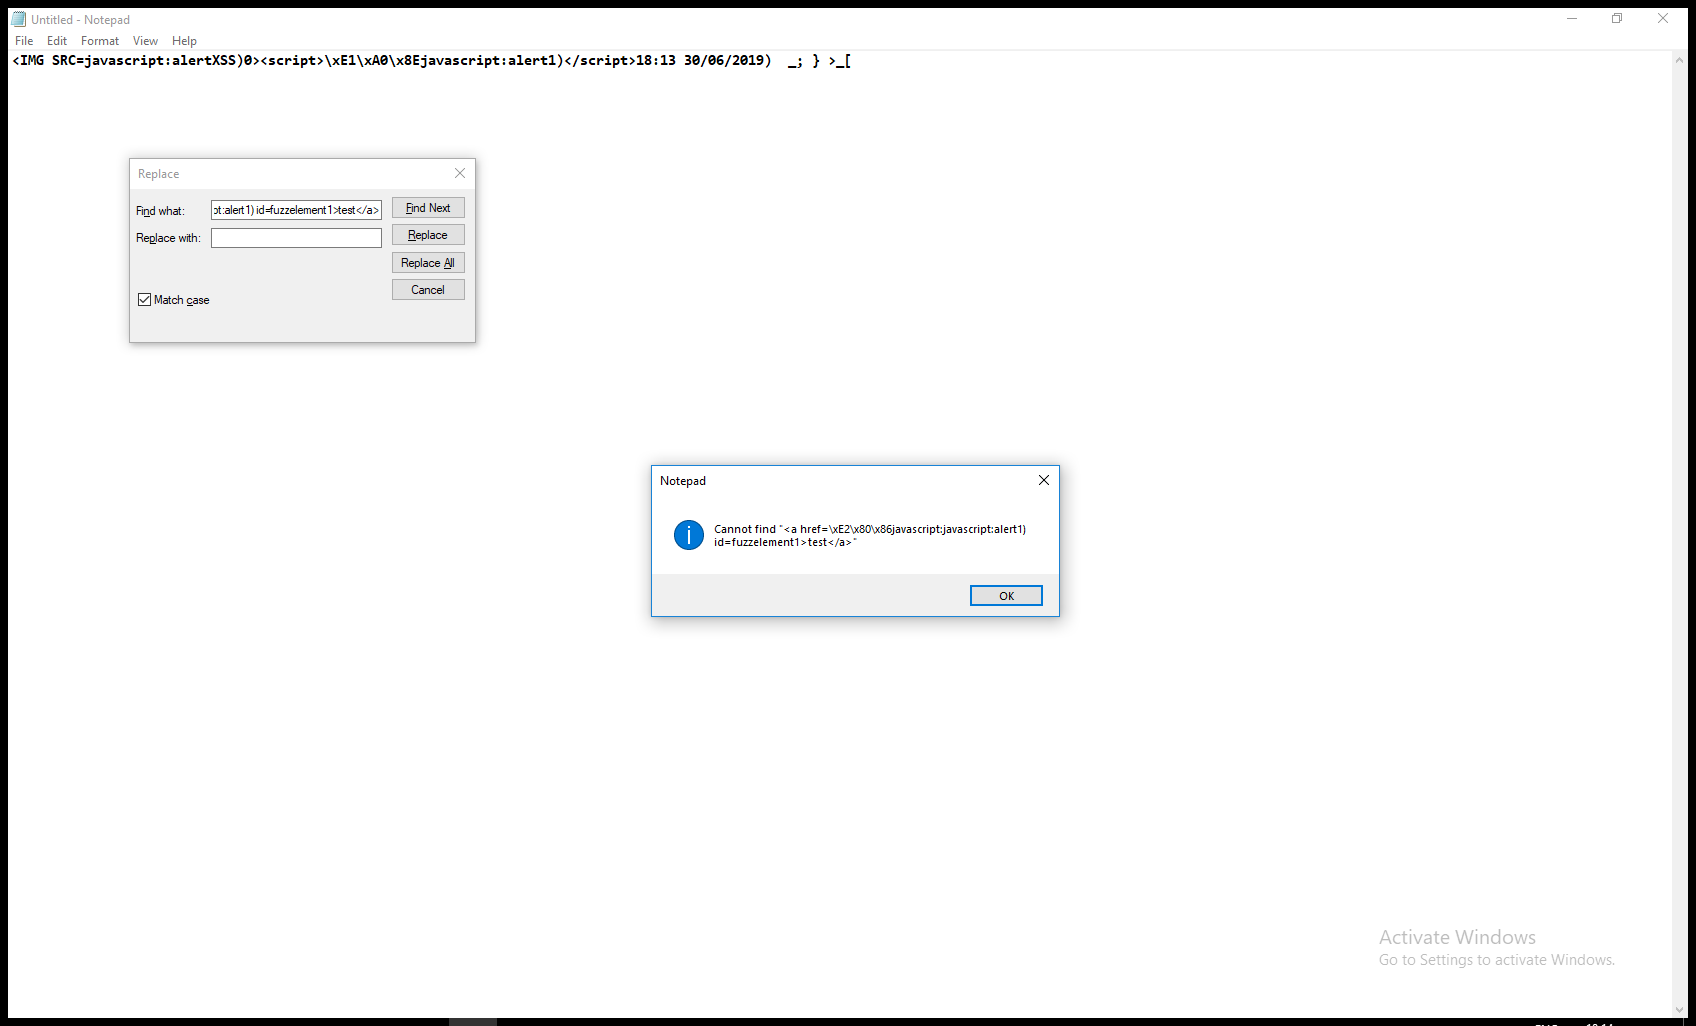 Untitled - Notepad
File Edit Format View Help
<IMG SRC=javascript:alertXSS)0><script>\xE1\xA0\x8Ejavascript:alert1)</script>18:13 30/06/2019)  _; } >_[
Replace
Find what:
pt:alert1) id=fuzzelement1>test</a>
Find Next
Replace with:
Replace
Replace All
Cancel
Match case
Notepad
Cannot find "<a href=\xE2\x80\x86javascript:javascript:alert1)
id=fuzzelement1>test</a>"
OK
Activate Windows
Go to Settings to activate Windows.